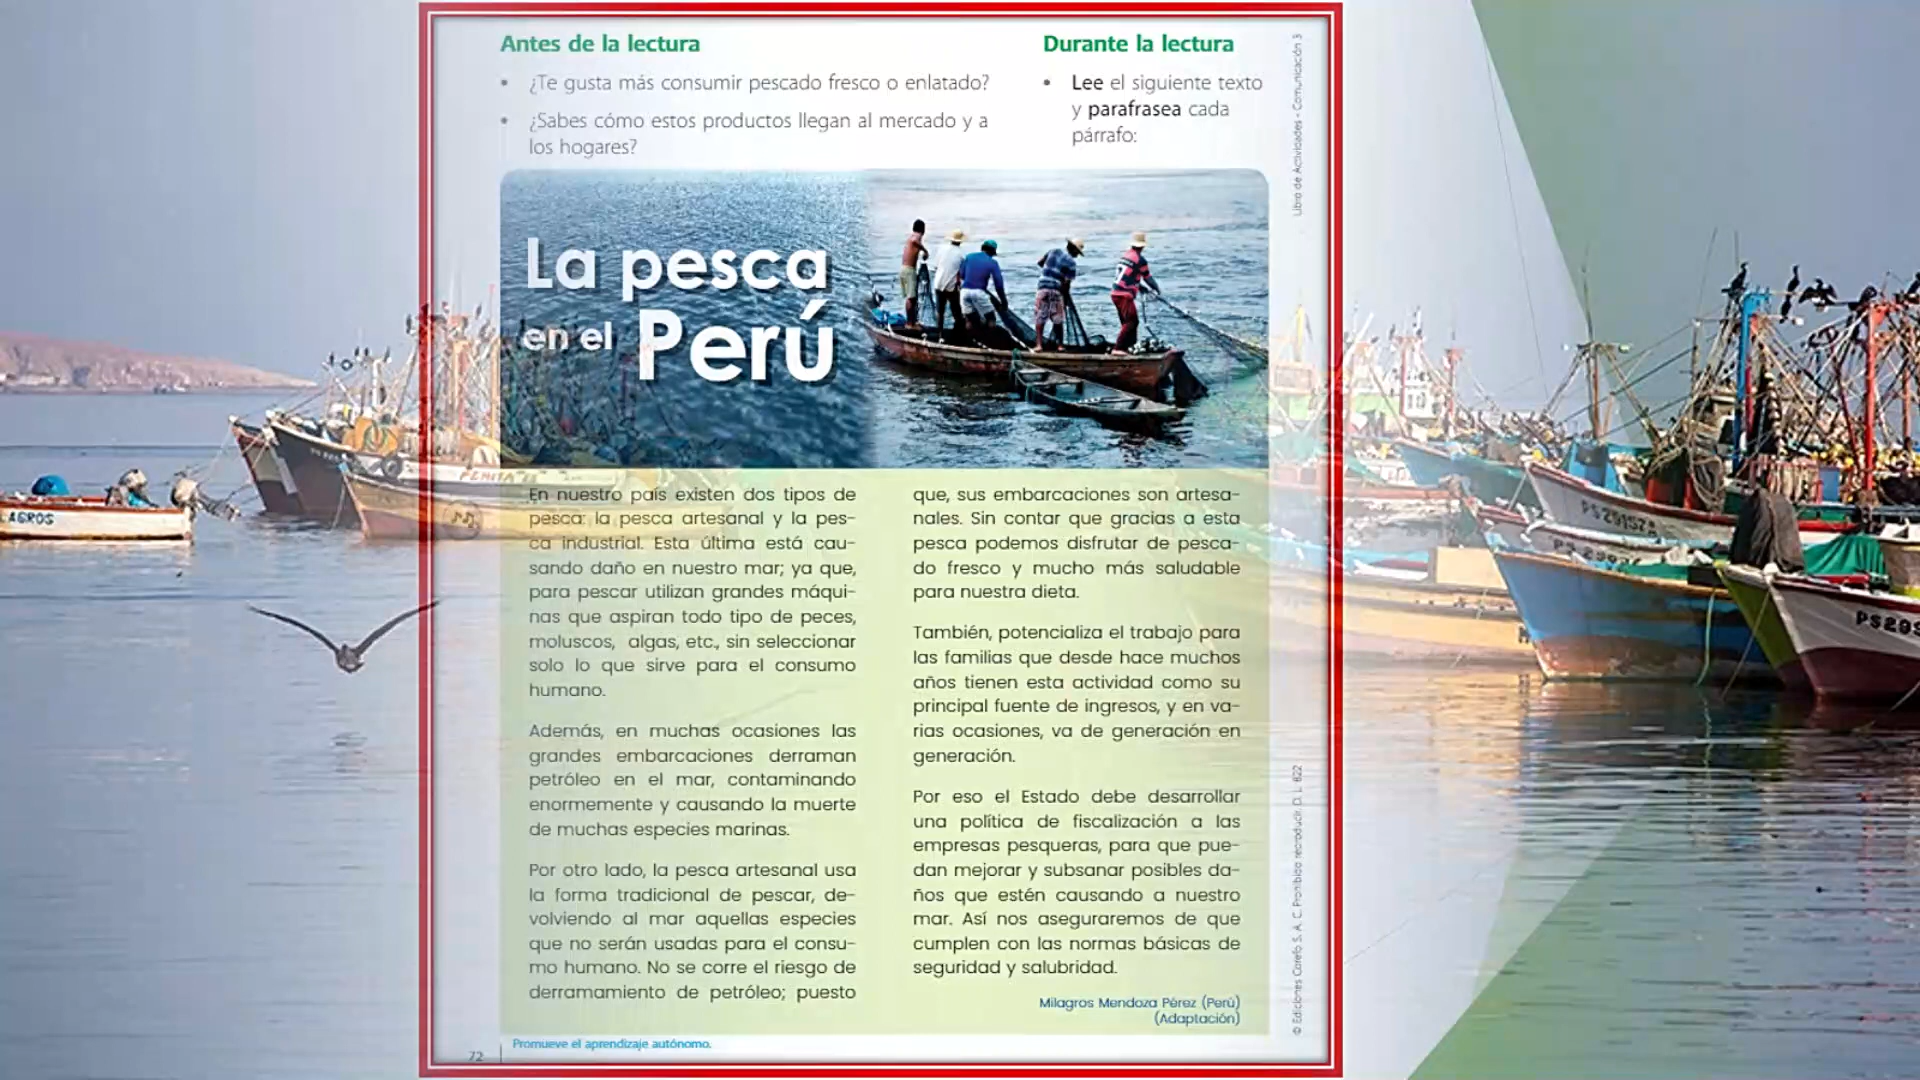 Antes de la lectura
• ¿Te gusta más consumir pescado fresco o enlatado?
• ¿Sabes cómo estos productos llegan al mercado y a
los hogares?
Durante la lectura
• Lee el siguiente texto
y parafrasea cada
párrafo:
Libro de Actividades - Comunicación 3
La pesca
en el Perú
En nuestro país existen dos tipos de
pesca: la pesca artesanal y la pes-
ca industrial. Esta última está cau-
sando daño en nuestro mar; ya que,
para pescar utilizan grandes máqui-
nas que aspiran todo tipo de peces,
moluscos, algas, etc., sin seleccionar
solo lo que sirve para el consumo
humano.
Además, en muchas ocasiones las
grandes embarcaciones derraman
petróleo en el mar, contaminando
enormemente y causando la muerte
de muchas especies marinas.
Por otro lado, la pesca artesanal usa
la forma tradicional de pescar, de-
volviendo al mar aquellas especies
que no serán usadas para el consu-
mo humano. No se corre el riesgo de
derramamiento de petróleo; puesto
que, sus embarcaciones son artesa-
nales. Sin contar que gracias a esta
pesca podemos disfrutar de pesca-
do fresco y mucho más saludable
para nuestra dieta.
También, potencializa el trabajo para
las familias que desde hace muchos
años tienen esta actividad como su
principal fuente de ingresos, y en va-
rias ocasiones, va de generación en
generación.
Por eso el Estado debe desarrollar
una política de fiscalización a las
empresas pesqueras, para que pue-
dan mejorar y subsanar posibles da-
ños que estén causando a nuestro
mar. Así nos aseguraremos de que
cumplen con las normas básicas de
seguridad y salubridad.
Milagros Mendoza Pérez (Perú)
(Adaptación)
© Ediciones Corefo S. A. C. Prohibido reproducir. D. L. 822
72
Promueve el aprendizaje autónomo.
AGROS